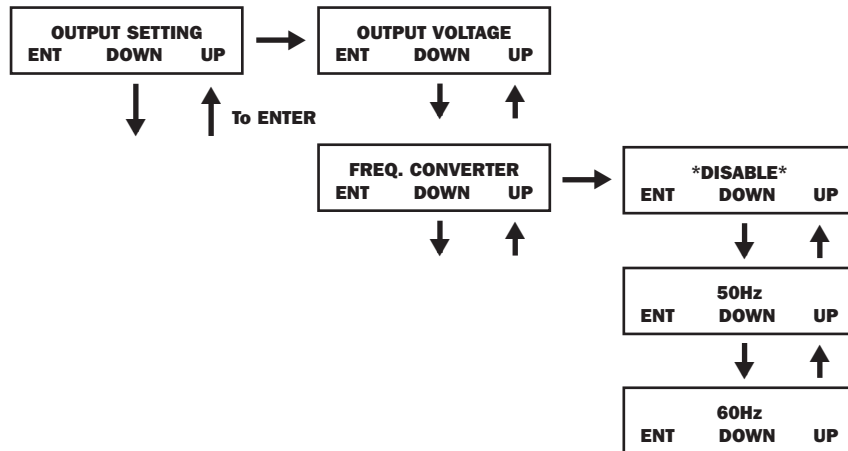 OUTPUT SETTING
ENT DOWN UP
OUTPUT VOLTAGE
ENT DOWN UP
To ENTER
FREQ. CONVERTER
ENT DOWN UP
*DISABLE*
ENT DOWN UP
50Hz
ENT DOWN UP
60Hz
ENT DOWN UP